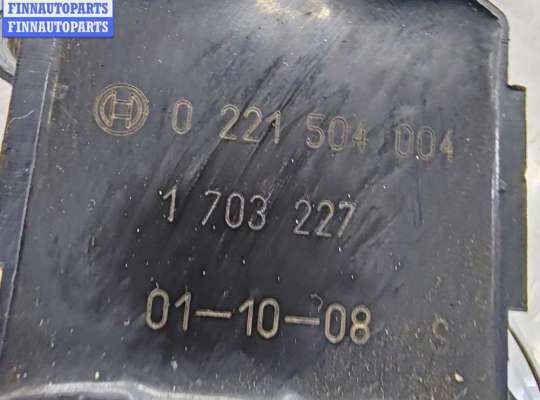 FINNAUTOPARTS
FINNAUTOPARTS
0 221 504 004
1 703 227
01-10-08 S